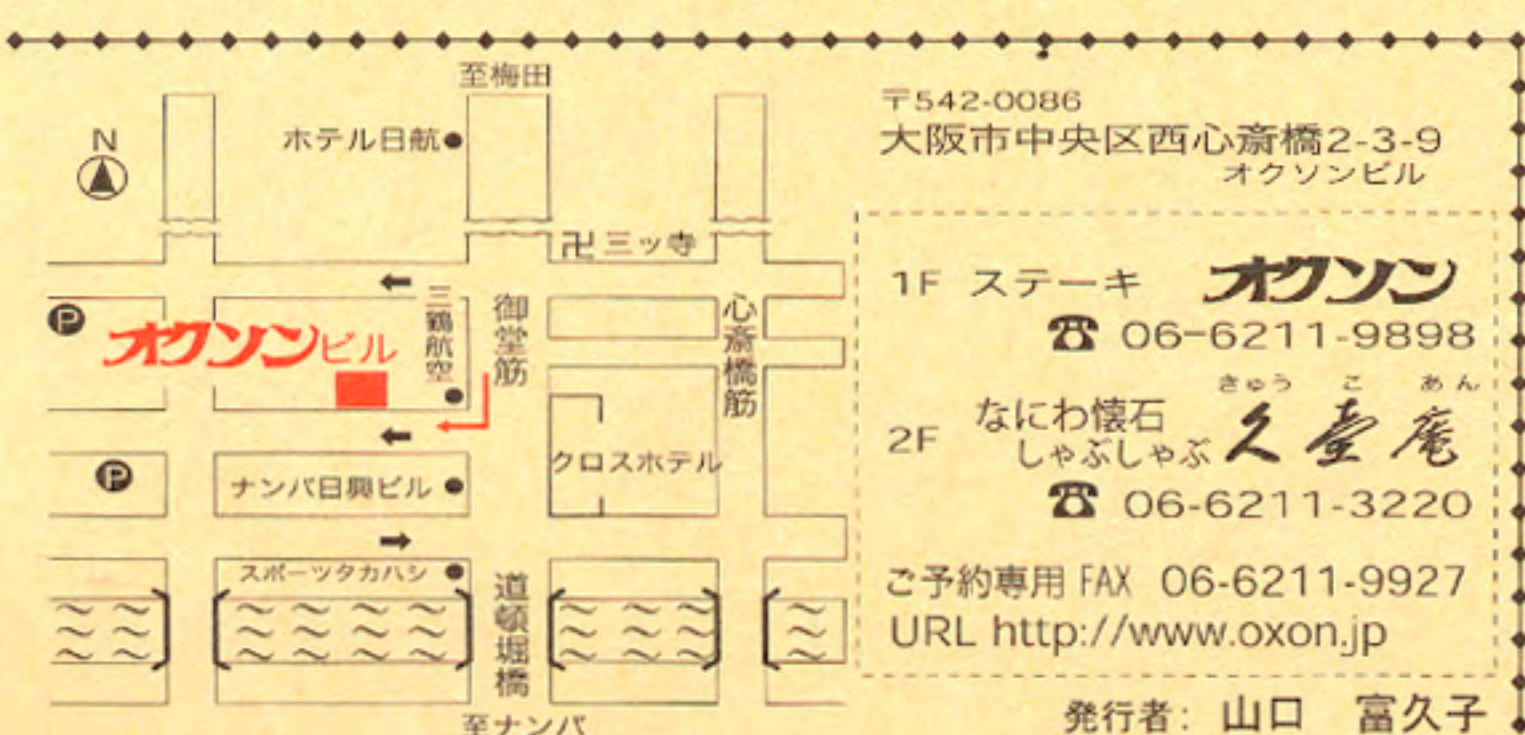 至梅田
N
ホテル日航
卍三ッ寺
三鶴航空
御堂筋
心斎橋筋
P
オクソンビル
クロスホテル
P
ナンバ日興ビル
スポーツタカハシ
道頓堀橋
至ナンバ
〒542-0086
大阪市中央区西心斎橋2-3-9
オクソンビル
1F ステーキ オクソン
☎ 06-6211-9898
きゅう こ あん
2F なにわ懐石 しゃぶしゃぶ 久壷庵
☎ 06-6211-3220
ご予約専用 FAX 06-6211-9927
URL http://www.oxon.jp
発行者: 山口 富久子